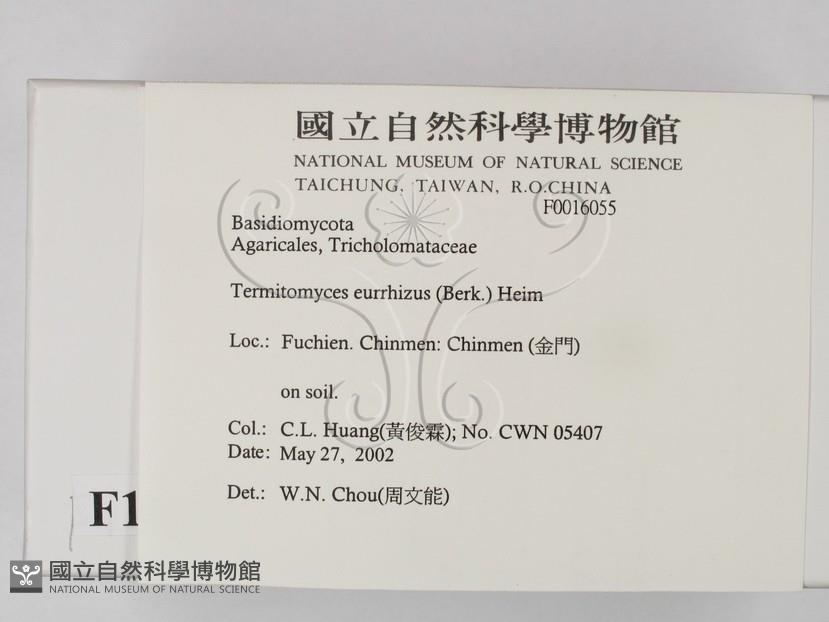 國立自然科學博物館
NATIONAL MUSEUM OF NATURAL SCIENCE
TAICHUNG, TAIWAN, R.O.CHINA
F0016055
Basidiomycota
Agaricales, Tricholomataceae
Termitomyces eurrhizus (Berk.) Heim
Loc.: Fuchien. Chinmen: Chinmen (金門)
on soil.
Col.: C.L. Huang(黃俊霖); No. CWN 05407
Date: May 27, 2002
Det.: W.N. Chou(周文能)
F1
國立自然科學博物館
NATIONAL MUSEUM OF NATURAL SCIENCE